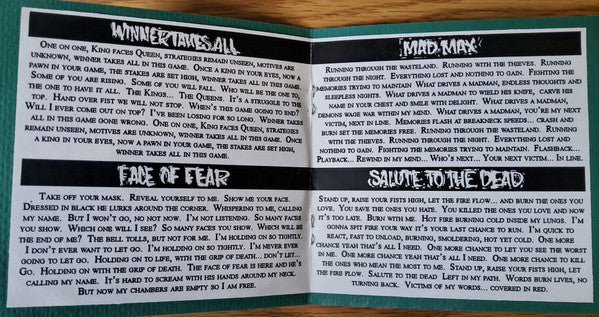 WINNER TAKES ALL
ONE ON ONE, KING FACES QUEEN, STRATEGIES REMAIN UNSEEN, MOTIVES ARE
UNKNOWN, WINNER TAKES ALL IN THIS GAME. ONCE A KING IN YOUR EYES, NOW A
PAWN IN YOUR GAME, THE STAKES ARE SET HIGH, WINNER TAKES ALL IN THIS GAME.
SOME OF YOU ARE RISING. SOME OF YOU WILL FALL. WHO WILL BE THE ONE TO,
THE ONE TO HAVE IT ALL. THE KINGS... THE QUEENS. IT'S A STRUGGLE TO THE
TOP. HAND OVER FIST WE WILL NOT STOP. WHEN'S THIS GAME GOING TO END?
WILL I EVER COME OUT ON TOP? I'VE BEEN LOSING FOR SO LONG. WINNER TAKES
ALL IN THIS GAME GONE WRONG. ONE ON ONE, KING FACES QUEEN, STRATEGIES
REMAIN UNSEEN, MOTIVES ARE UNKNOWN, WINNER TAKES ALL IN THIS GAME. ONCE
A KING IN YOUR EYES, NOW A PAWN IN YOUR GAME, THE STAKES ARE SET HIGH,
WINNER TAKES ALL IN THIS GAME.
FACE OF FEAR
TAKE OFF YOUR MASK. REVEAL YOURSELF TO ME. SHOW ME YOUR FACE.
DRESSED IN BLACK HE LURKS AROUND THE CORNER. WHISPERING TO ME, CALLING
MY NAME. BUT I WON'T GO, NO NOT NOW. I'M NOT LISTENING. SO MANY FACES
YOU SHOW. WHICH ONE WILL I SEE? SO MANY FACES YOU SHOW. WHICH WILL BE
THE END OF ME? THE BELL TOLLS, BUT NOT FOR ME. I'M HOLDING ON SO TIGHTLY.
I DON'T EVER WANT TO LET GO. I'M HOLDING ON SO TIGHTLY. I'M NEVER EVER
GOING TO LET GO. HOLDING ON TO LIFE, WITH THE GRIP OF DEATH... DON'T LET...
GO. HOLDING ON WITH THE GRIP OF DEATH. THE FACE OF FEAR IS HERE AND HE'S
CALLING MY NAME. IT'S HARD TO SCREAM WITH HIS HANDS AROUND MY NECK.
BUT NOW MY CHAMBERS ARE EMPTY SO I AM FREE.
MAD MAX
RUNNING THROUGH THE WASTELAND. RUNNING WITH THE THIEVES. RUNNING
THROUGH THE NIGHT. EVERYTHING LOST AND NOTHING TO GAIN. FIGHTING THE
MEMORIES TRYING TO MAINTAIN. WHAT DRIVES A MADMAN, ENDLESS THOUGHTS AND
SLEEPLESS NIGHTS. WHAT DRIVES A MADMAN TO WIELD HIS KNIFE, CARVE HIS
NAME IN YOUR CHEST AND SMILE WITH DELIGHT. WHAT DRIVES A MADMAN,
DEMONS WAGE WAR WITHIN MY MIND. WHAT DRIVES A MADMAN, YOU'RE MY NEXT
VICTIM, NEXT IN LINE. MEMORIES FLASH AT BREAKNECK SPEEDS... CRASH AND
BURN SET THE MEMORIES FREE. RUNNING THROUGH THE WASTELAND. RUNNING
WITH THE THIEVES. RUNNING THROUGH THE NIGHT. EVERYTHING LOST AND
NOTHING TO GAIN. FIGHTING THE MEMORIES TRYING TO MAINTAIN. FLASHBACK...
PLAYBACK... REWIND IN MY MIND... WHO'S NEXT... YOUR NEXT VICTIM... IN LINE.
SALUTE TO THE DEAD
STAND UP, RAISE YOUR FISTS HIGH, LET THE FIRE FLOW... AND BURN THE ONES YOU
LOVE. YOU SAVE THE ONES YOU HATE. YOU KILLED THE ONES YOU LOVE AND NOW
IT'S TOO LATE. BURN WITH ME. HOT FIRE BURNING COLD INSIDE MY LUNGS. I'M
GONNA SPIT FIRE YOUR WAY IT'S YOUR LAST CHANCE TO RUN. I'M QUICK TO
REACT, FAST TO UNLOAD, BURNING, SMOLDERING, HOT YET COLD. ONE MORE
CHANCE YEAH THAT'S ALL I NEED. ONE MORE CHANCE TO LET YOU SEE THE WORST
IN ME. ONE MORE CHANCE YEAH THAT'S ALL I NEED. ONE MORE CHANCE TO KILL
THE ONES WHO MEAN THE MOST TO ME. STAND UP, RAISE YOUR FISTS HIGH, LET
THE FIRE FLOW. SALUTE TO THE DEAD LEFT IN MY PATH. WORDS BURN LIVES, NO
TURNING BACK. VICTIMS OF MY WORDS... COVERED IN RED.